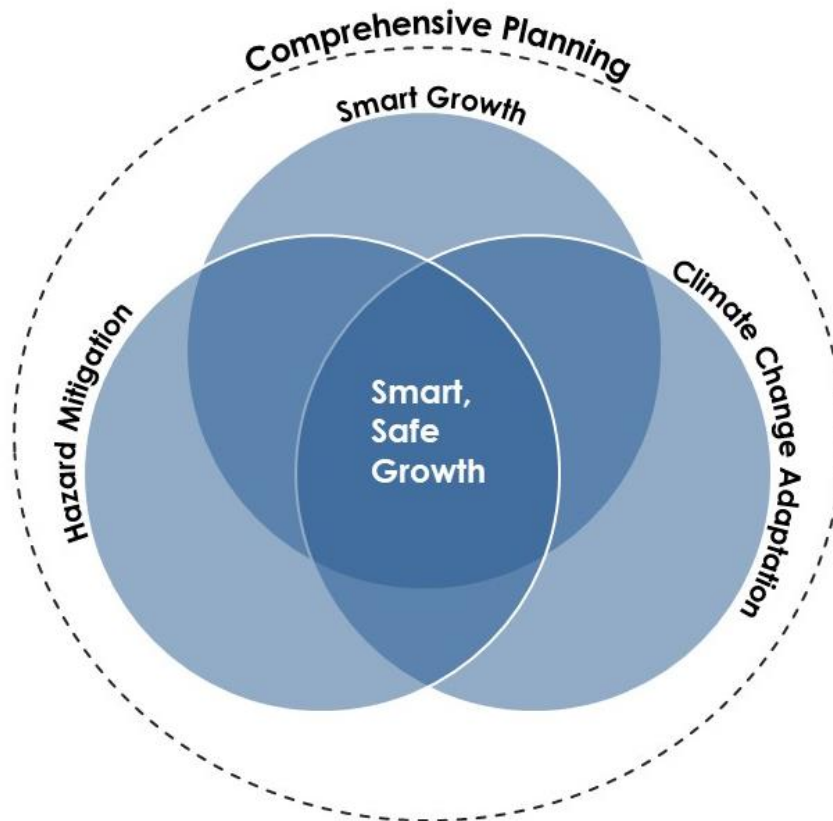 Comprehensive Planning
Smart Growth
Hazard Mitigation
Climate Change Adaptation
Smart,
Safe
Growth